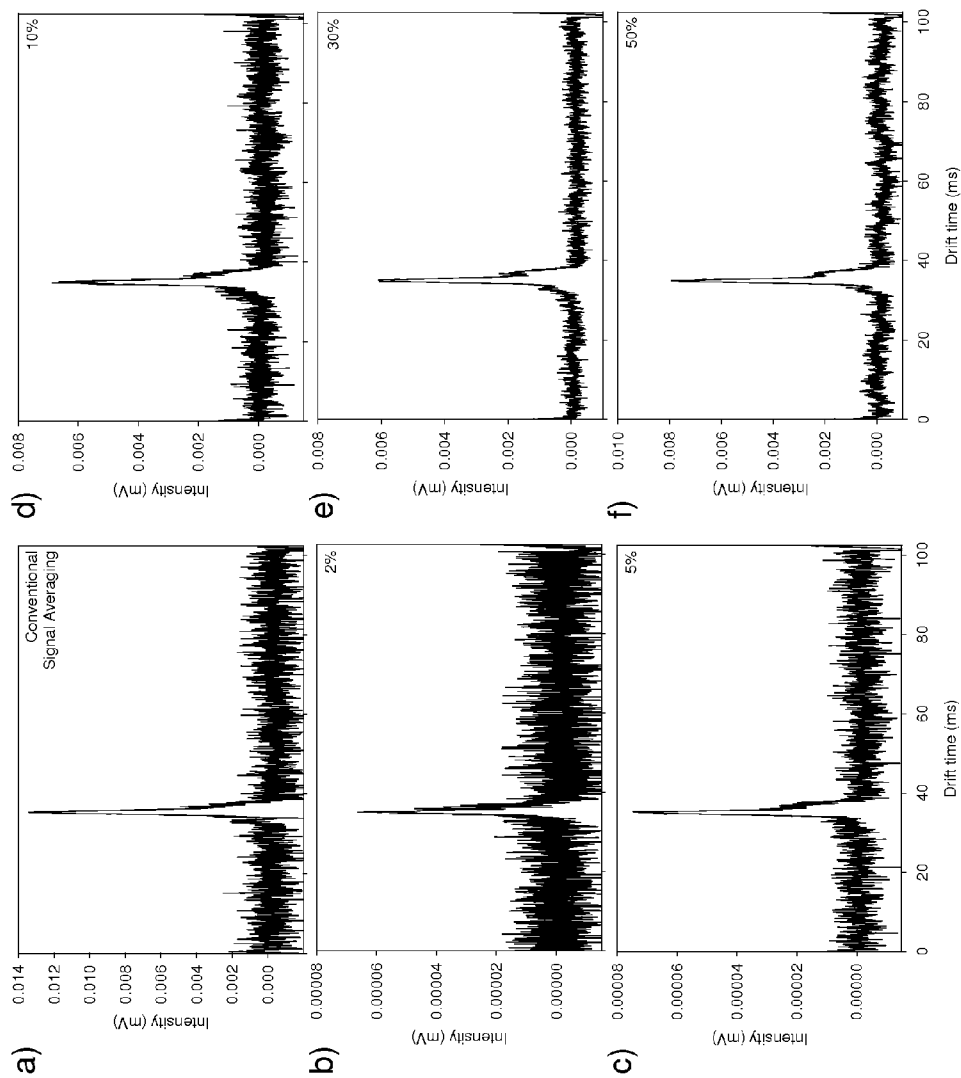 a)
Conventional
Signal Averaging
Intensity (mV)
0.014
0.012
0.010
0.008
0.006
0.004
0.002
0.000
b)
2%
Intensity (mV)
0.00008
0.00006
0.00004
0.00002
0.00000
c)
5%
Intensity (mV)
0.00008
0.00006
0.00004
0.00002
0.00000
0 20 40 60 80 100
Drift time (ms)
d)
10%
Intensity (mV)
0.008
0.006
0.004
0.002
0.000
e)
30%
Intensity (mV)
0.008
0.006
0.004
0.002
0.000
f)
50%
Intensity (mV)
0.010
0.008
0.006
0.004
0.002
0.000
0 20 40 60 80 100
Drift time (ms)